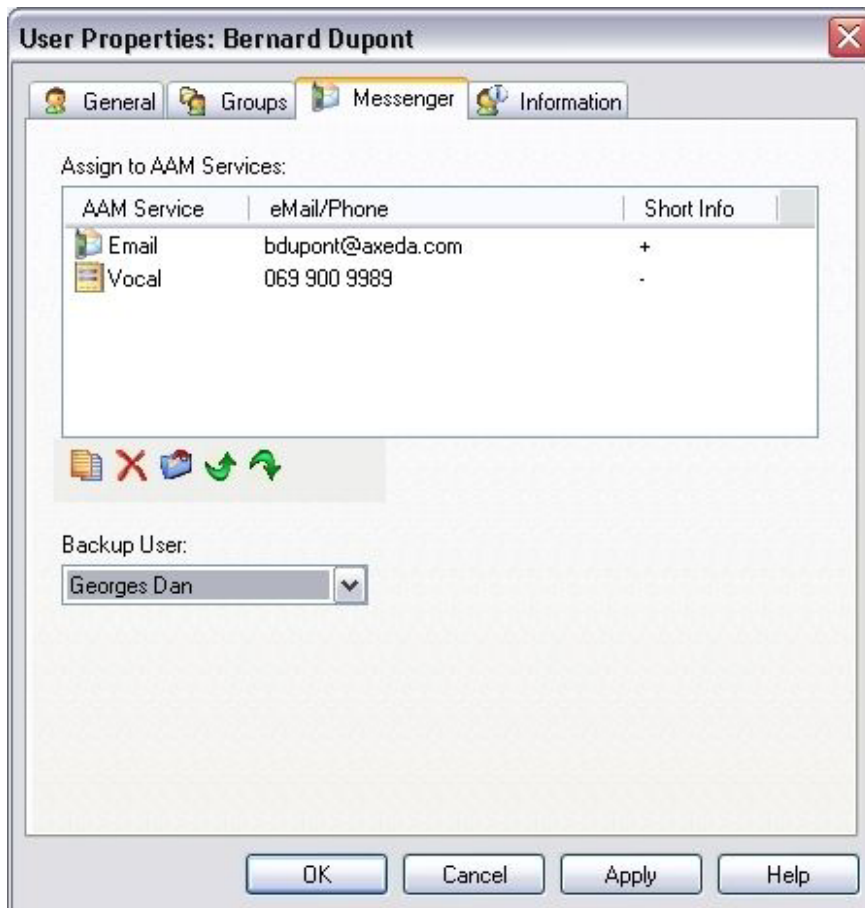 User Properties: Bernard Dupont
General Groups Messenger Information
Assign to AAM Services:
AAM Service eMail/Phone Short Info
Email bdupont@axeda.com +
Vocal 069 900 9989 -
Backup User:
Georges Dan
OK Cancel Apply Help